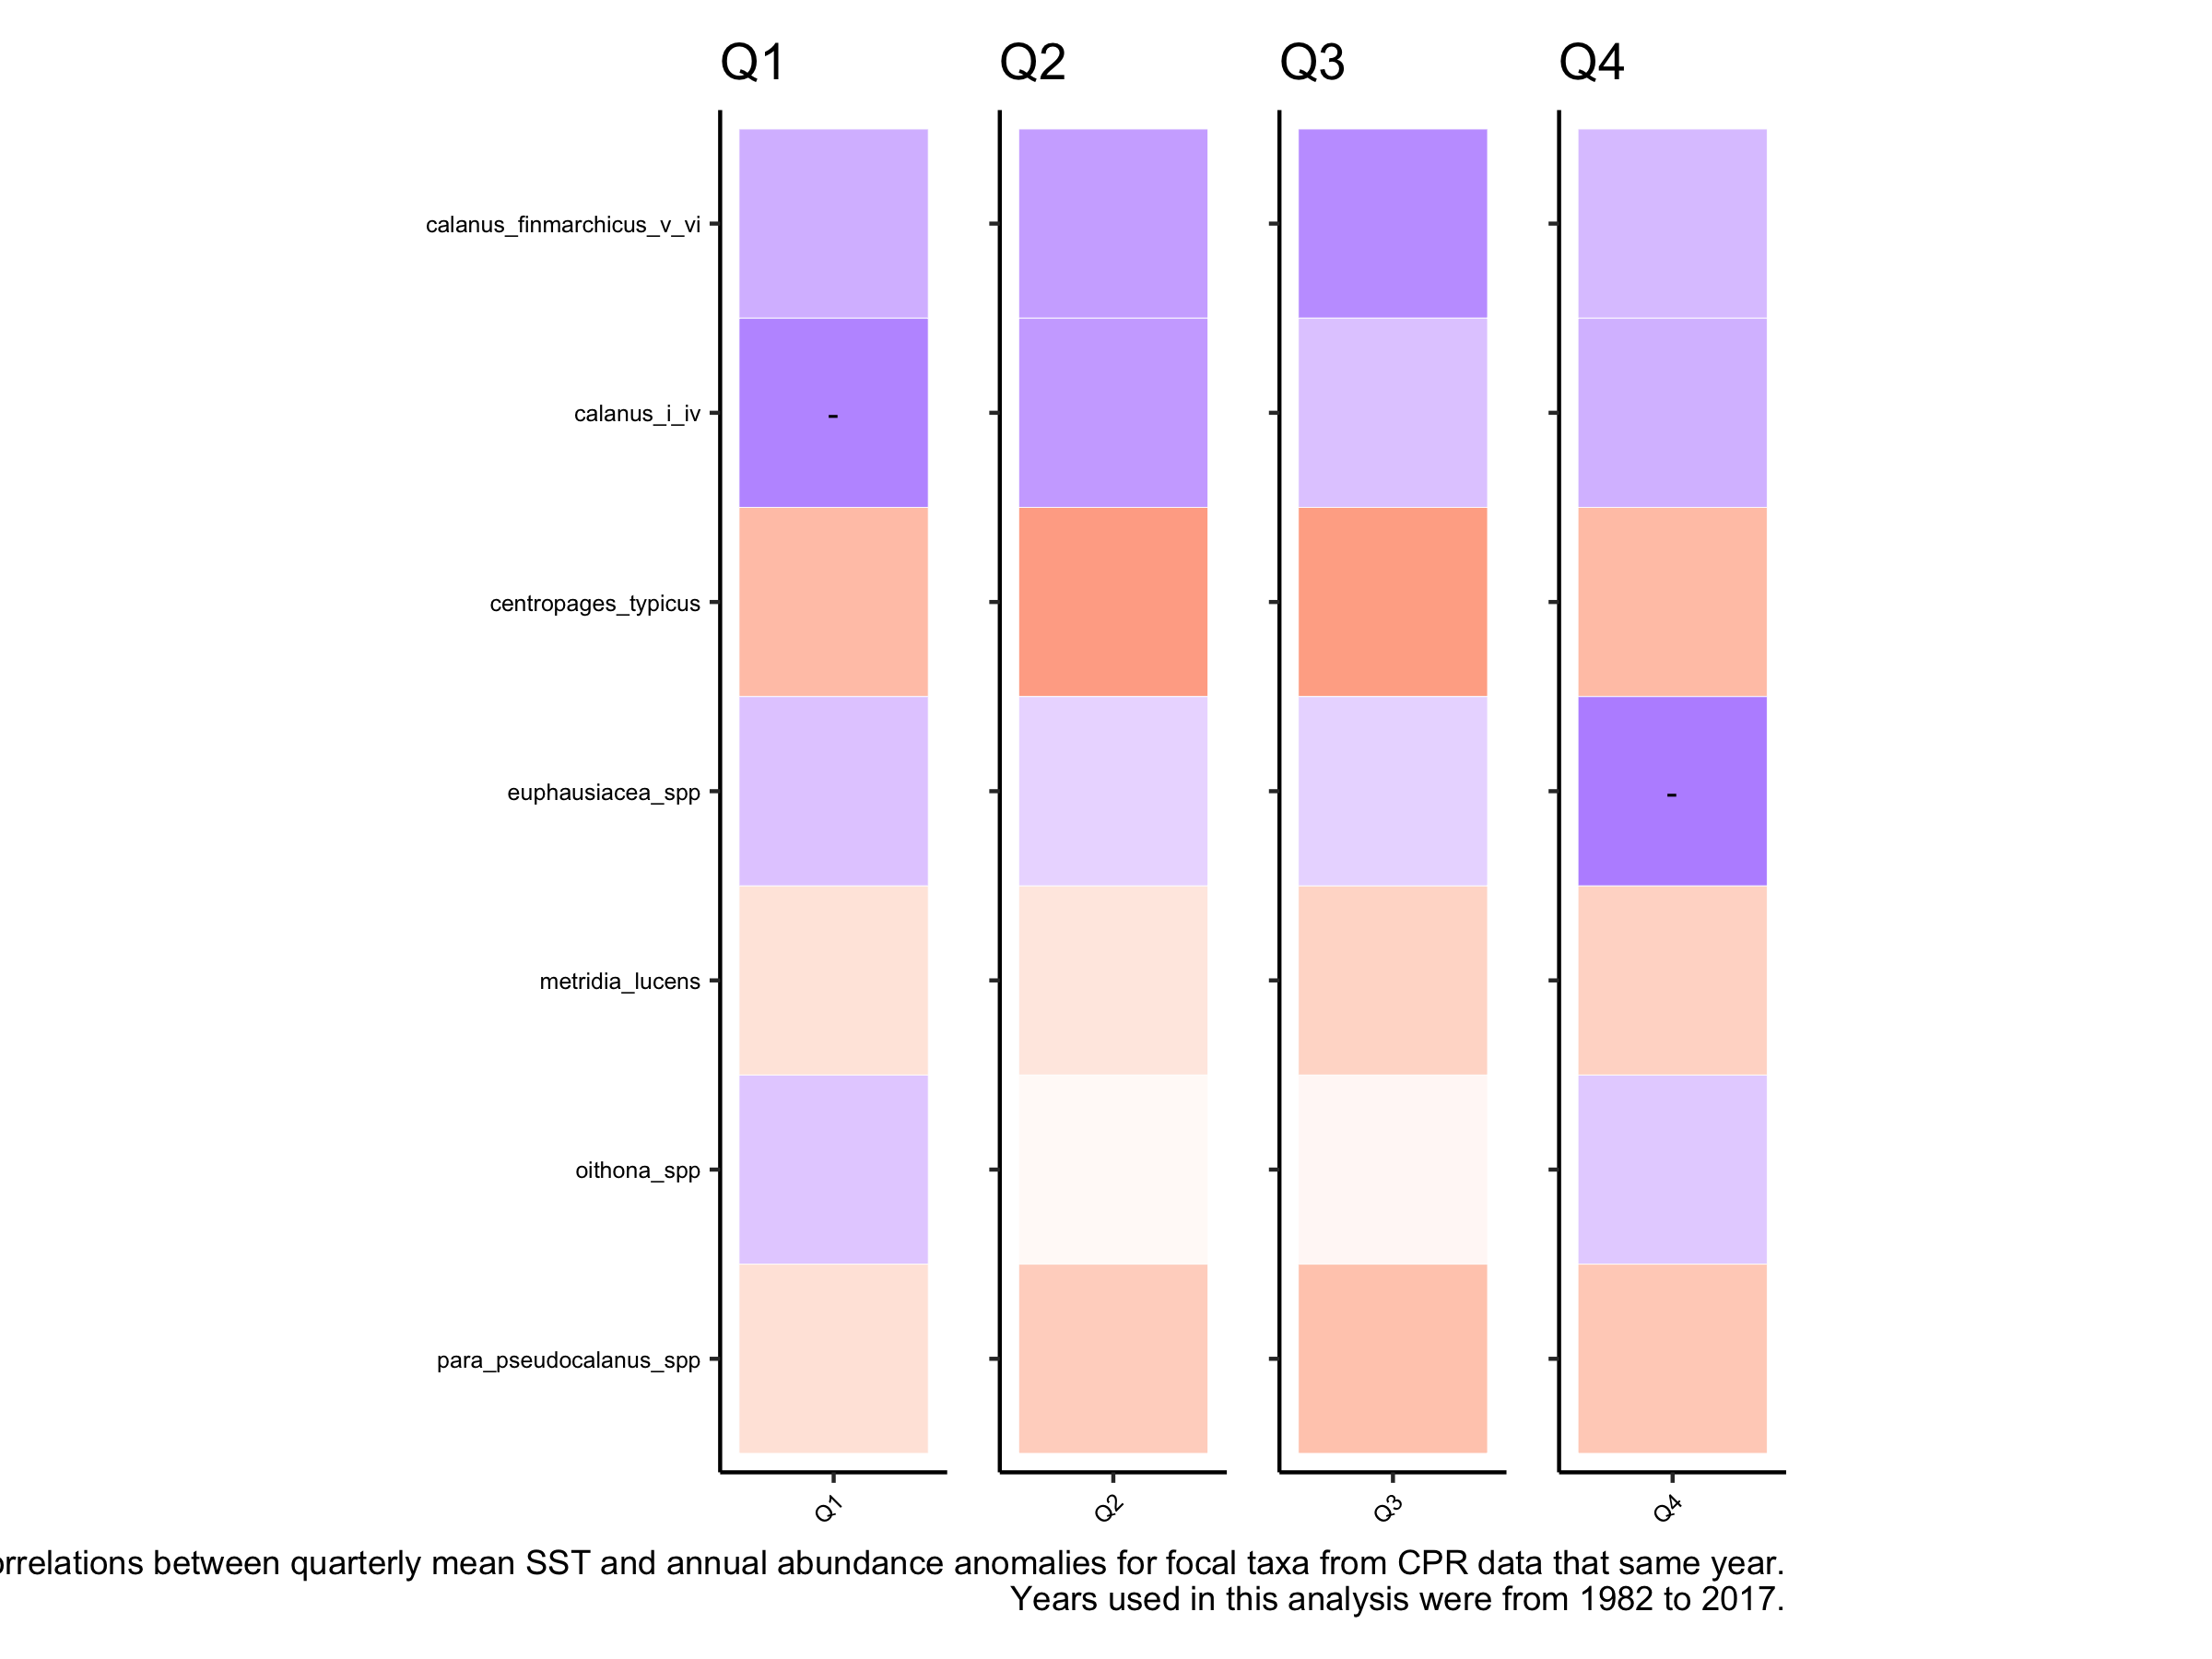 Q1 Q2 Q3 Q4
calanus_finmarchicus_v_vi
calanus_i_iv
-
centropages_typicus
euphausiacea_spp
-
metridia_lucens
oithona_spp
para_pseudocalanus_spp
Q1 Q2 Q3 Q4
between quarterly mean SST and annual abundance anomalies for focal taxa from CPR data that same year.
Years used in this analysis were from 1982 to 2017.